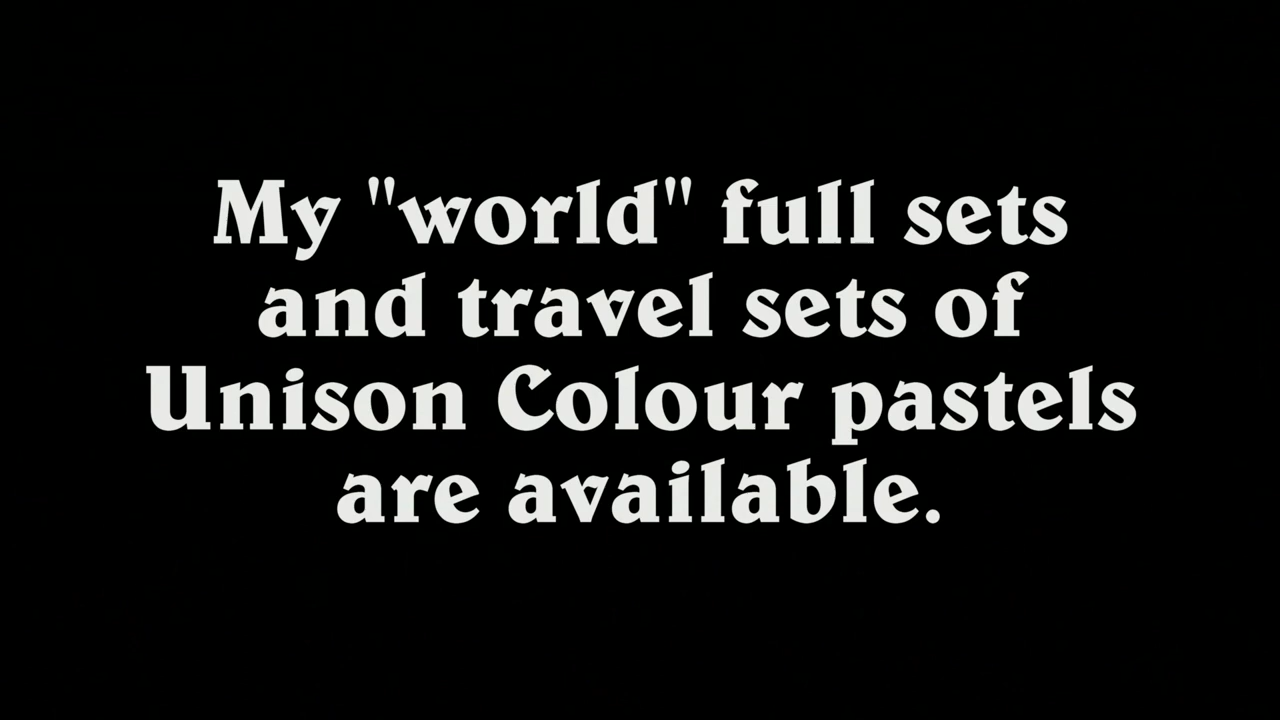 My "world" full sets
and travel sets of
Unison Colour pastels
are available.